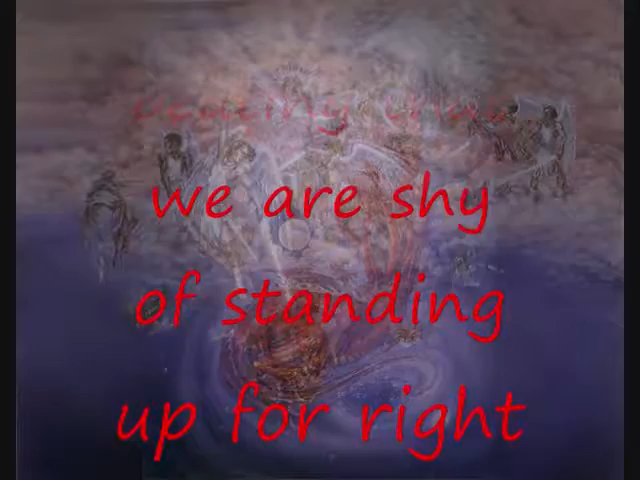 we are shy
of standing
up for right